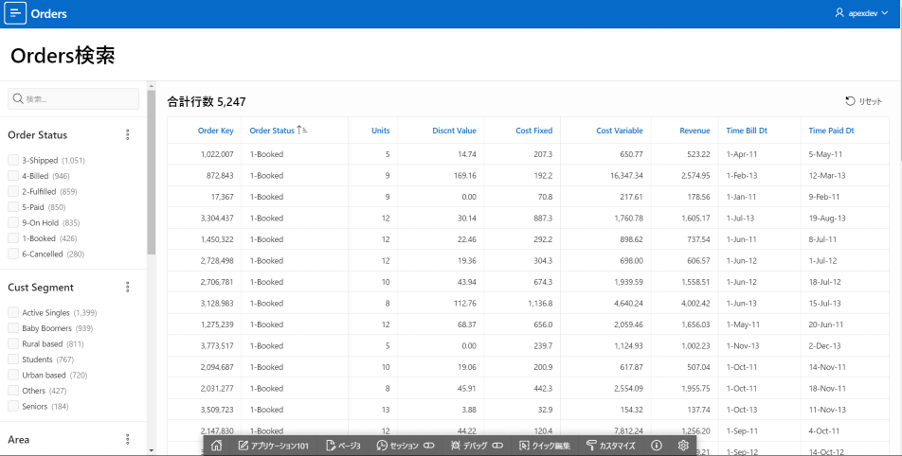 Orders
apexdev
Orders検索
検索...
合計行数 5,247
リセット
Order Status
3-Shipped (1,051)
4-Billed (946)
2-Fulfilled (859)
5-Paid (850)
9-On Hold (835)
1-Booked (426)
6-Cancelled (280)
Cust Segment
Active Singles (1,399)
Baby Boomers (939)
Rural based (811)
Students (767)
Urban based (720)
Others (427)
Seniors (184)
Area
Order Key Order Status Units Discnt Value Cost Fixed Cost Variable Revenue Time Bill Dt Time Paid Dt
1,022,007 1-Booked 5 14.74 207.3 650.77 523.22 1-Apr-11 5-May-11
872,843 1-Booked 9 169.16 192.2 16,347.34 2,574.95 1-Feb-13 12-Mar-13
17,367 1-Booked 9 0.00 70.8 217.61 178.56 1-Jan-11 9-Feb-11
3,304,437 1-Booked 12 30.14 887.3 1,760.78 1,605.17 1-Jul-13 19-Aug-13
1,450,322 1-Booked 12 22.46 292.2 898.62 737.54 1-Jun-11 8-Jul-11
2,728,498 1-Booked 12 19.36 304.3 698.00 606.57 1-Jun-12 1-Jul-12
2,706,781 1-Booked 10 43.94 674.3 1,939.59 1,558.51 1-Jun-12 18-Jul-12
3,128,983 1-Booked 8 112.76 1,136.8 4,640.24 4,002.42 1-Jun-13 15-Jul-13
1,275,239 1-Booked 12 68.37 656.0 2,059.46 1,656.03 1-May-11 20-Jun-11
3,773,517 1-Booked 5 0.00 239.7 1,124.93 1,002.23 1-Nov-13 2-Dec-13
2,094,687 1-Booked 10 19.06 200.9 617.87 507.04 1-Oct-11 14-Nov-11
2,031,277 1-Booked 8 45.91 442.3 2,554.09 1,955.75 1-Oct-11 18-Nov-11
3,509,723 1-Booked 13 3.88 32.9 154.32 137.74 1-Oct-13 11-Nov-13
2,147,830 1-Booked 12 44.22 120.4 7,812.24 1,256.20 1-Sep-11 4-Oct-11
1-Sep-12 14-Oct-12
アプリケーション101 ページ3 セッション デバッグ クイック編集 カスタマイズ